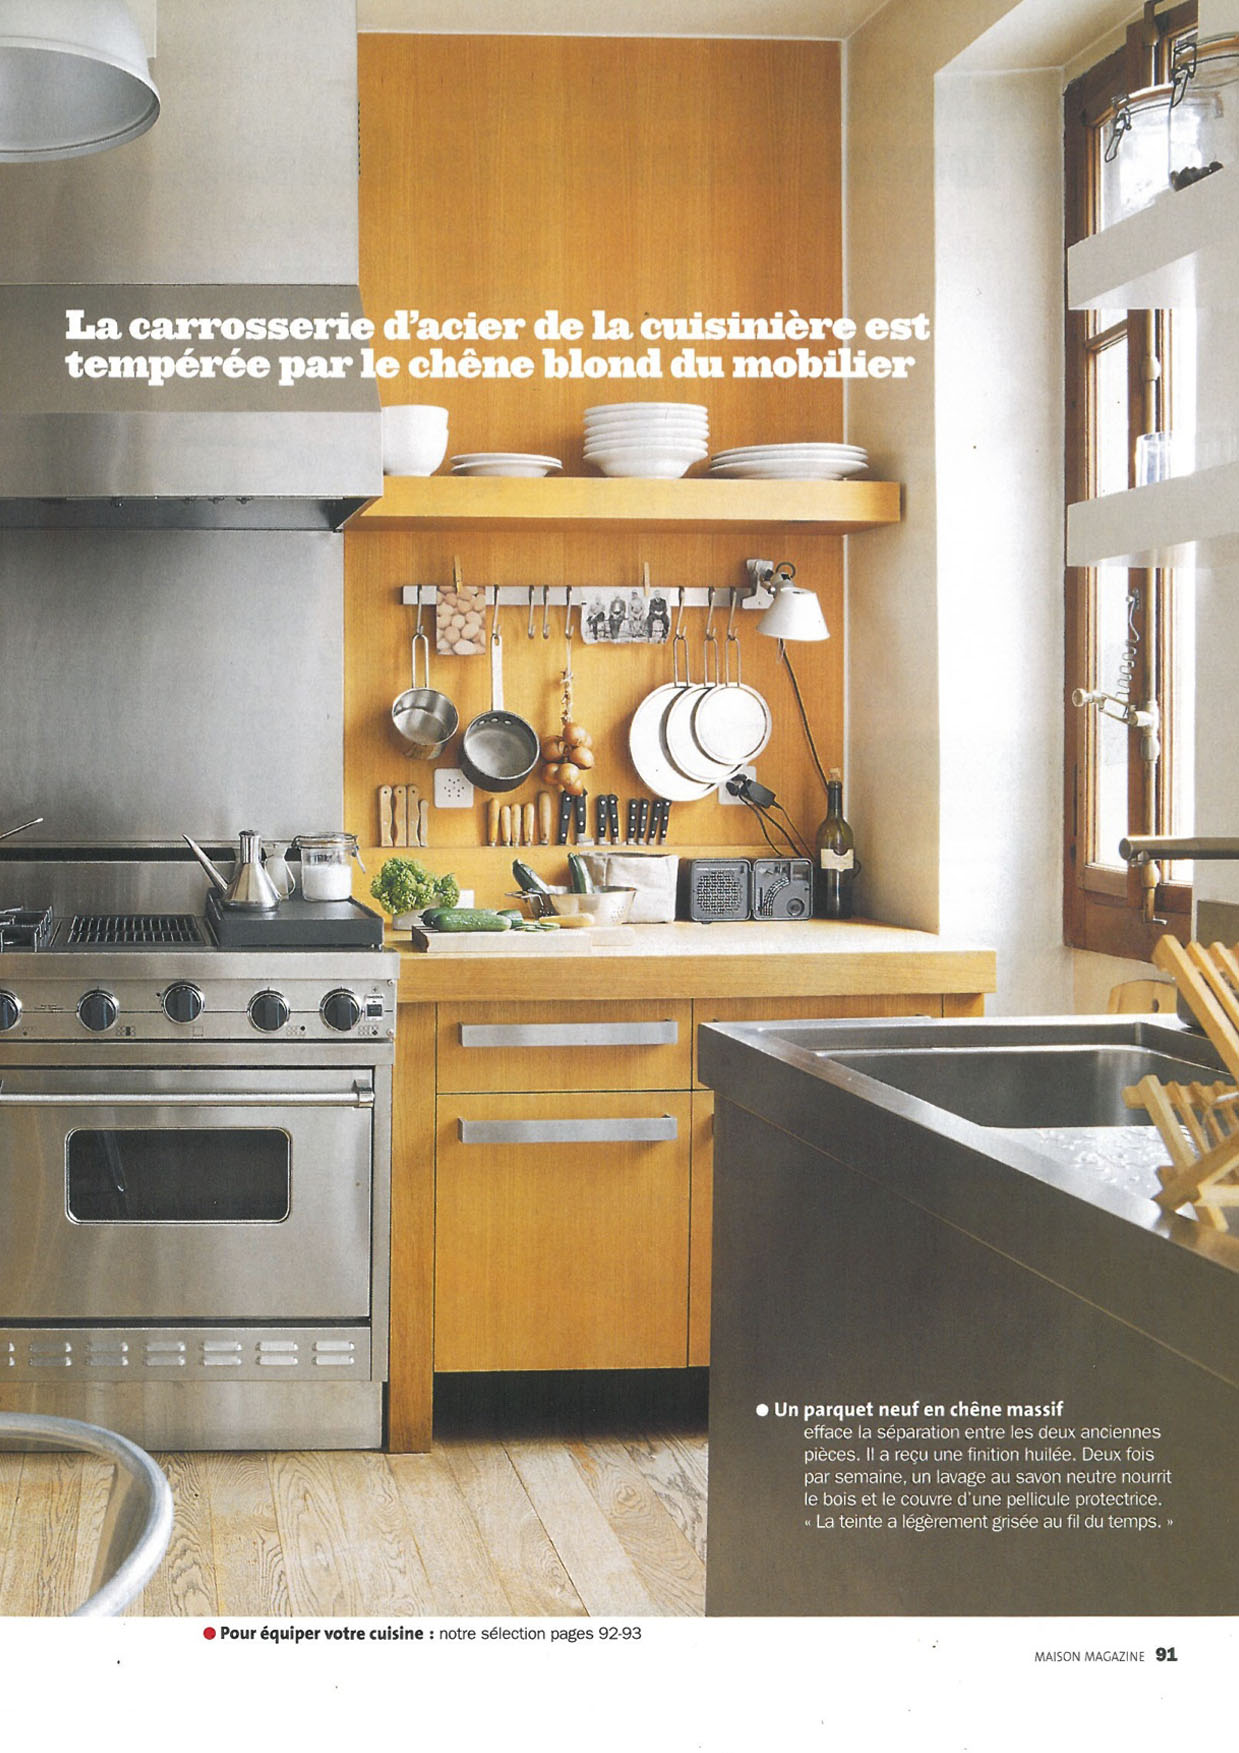 La carrosserie d'acier de la cuisinière est
tempérée par le chêne blond du mobilier
● Un parquet neuf en chêne massif
efface la séparation entre les deux anciennes
pièces. Il a reçu une finition huilée. Deux fois
par semaine, un lavage au savon neutre nourrit
le bois et le couvre d'une pellicule protectrice.
« La teinte a légèrement grisée au fil du temps. »
● Pour équiper votre cuisine : notre sélection pages 92-93
MAISON MAGAZINE 91